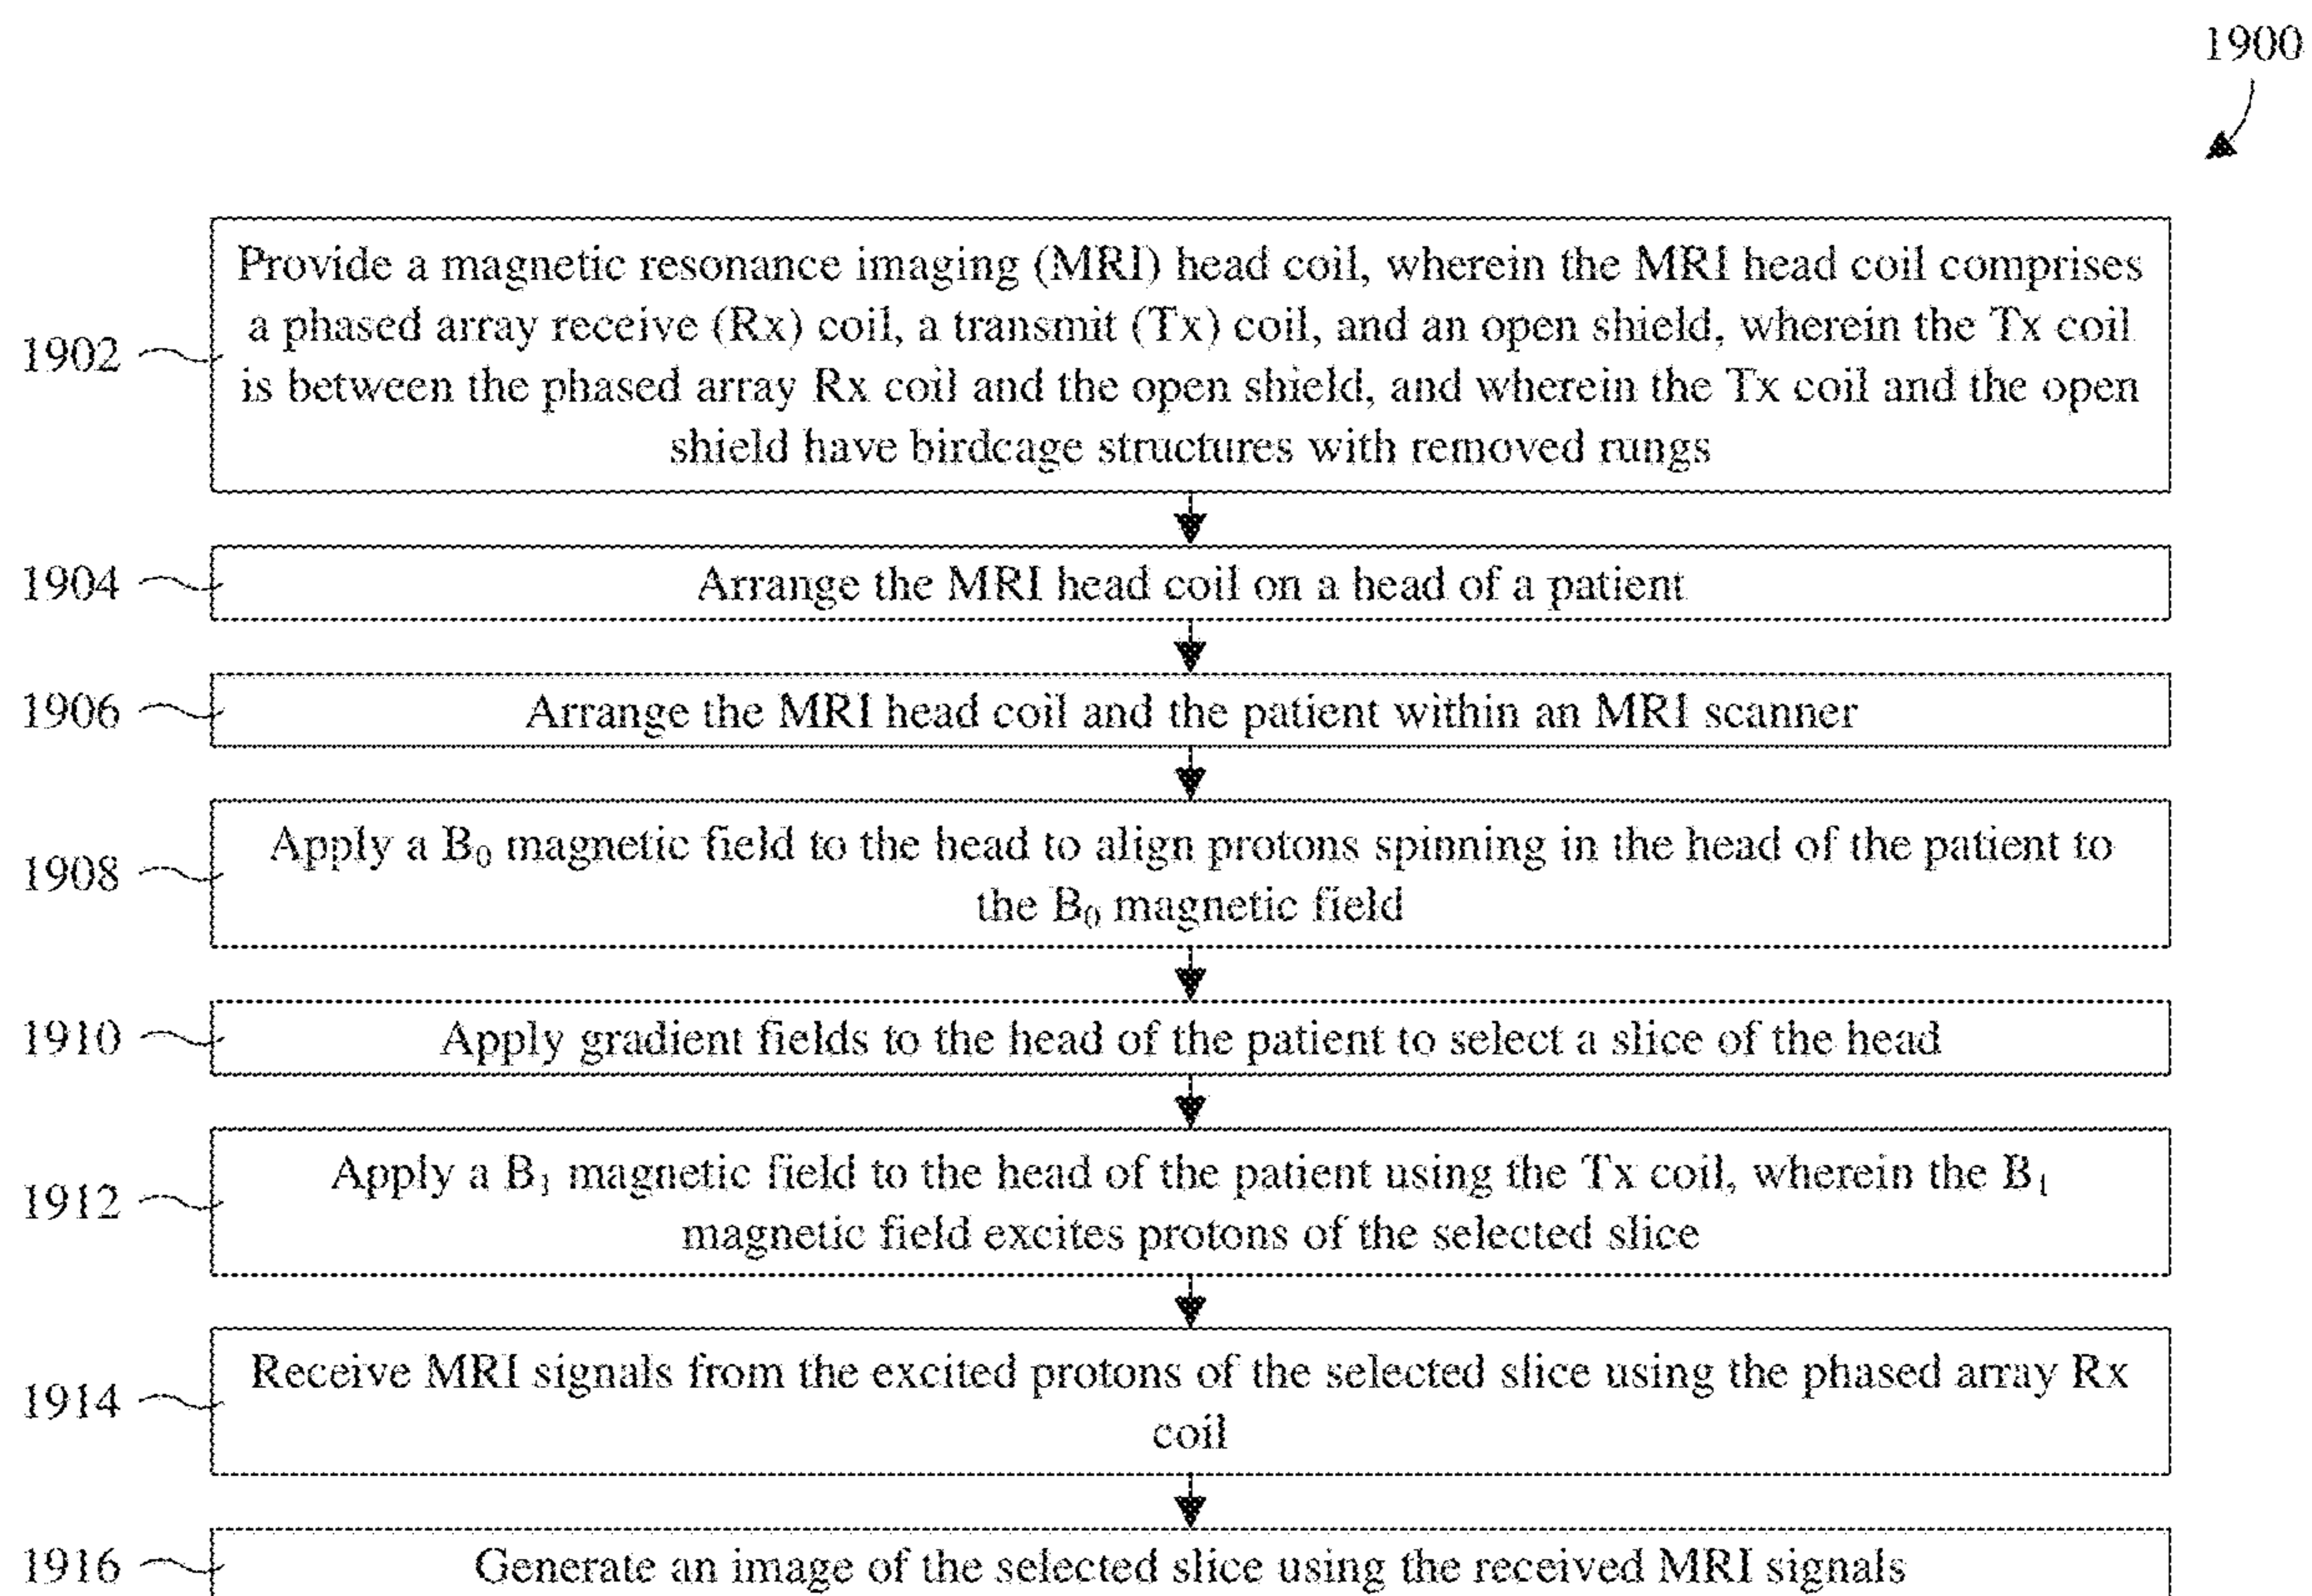 1900
Provide a magnetic resonance imaging (MRI) head coil, wherein the MRI head coil comprises
a phased array receive (Rx) coil, a transmit (Tx) coil, and an open shield, wherein the Tx coil
1902
is between the phased array Rx coil and the open shield, and wherein the Tx coil and the open
shield have birdcage structures with removed rungs
1904
Arrange the MRI head coil on a head of a patient
1906
Arrange the MRI head coil and the patient within an MRI scanner
1908
Apply a B₀ magnetic field to the head to align protons spinning in the head of the patient to
the B₀ magnetic field
1910
Apply gradient fields to the head of the patient to select a slice of the head
1912
Apply a B₁ magnetic field to the head of the patient using the Tx coil, wherein the B₁
magnetic field excites protons of the selected slice
1914
Receive MRI signals from the excited protons of the selected slice using the phased array Rx
coil
1916
Generate an image of the selected slice using the received MRI signals